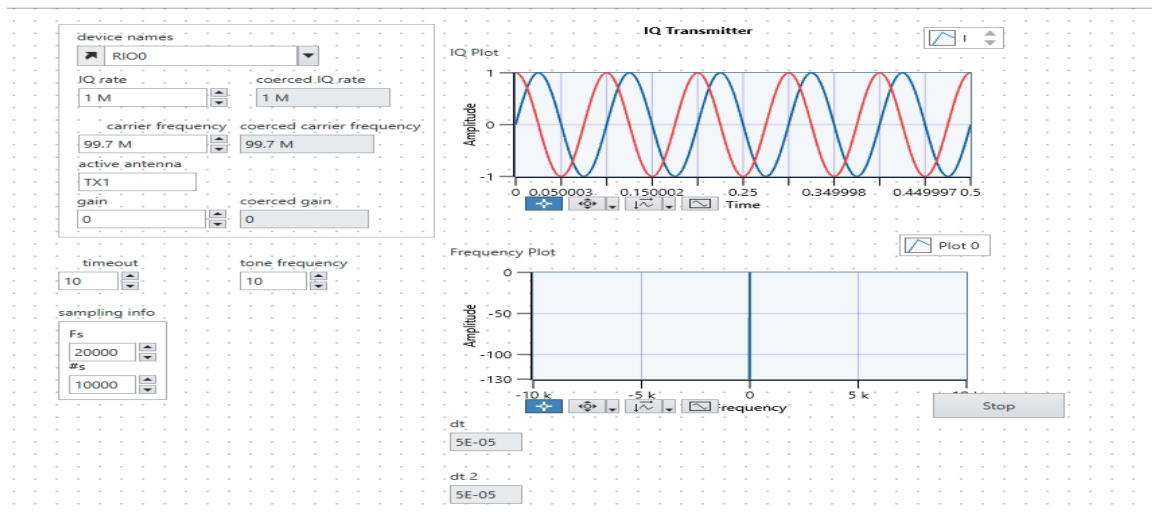 device names
RIO0
IQ rate
coerced IQ rate
1 M
1 M
carrier frequency
coerced carrier frequency
99.7 M
99.7 M
active antenna
TX1
gain
coerced gain
0
0
timeout
tone frequency
10
10
sampling info
Fs
20000
#s
10000
IQ Transmitter
I
IQ Plot
Amplitude
1
0
-1
0 0.050003 0.150002 0.25 0.349998 0.449997 0.5
Time
Plot 0
Frequency Plot
Amplitude
0
-50
-100
-130
-10 k -5 k 0 5 k
requency
Stop
dt
5E-05
dt 2
5E-05